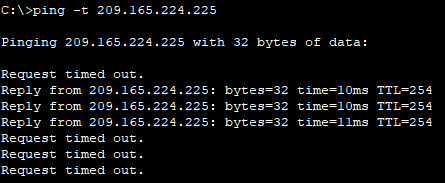 C:\>ping -t 209.165.224.225
Pinging 209.165.224.225 with 32 bytes of data:
Request timed out.
Reply from 209.165.224.225: bytes=32 time=10ms TTL=254
Reply from 209.165.224.225: bytes=32 time=10ms TTL=254
Reply from 209.165.224.225: bytes=32 time=11ms TTL=254
Request timed out.
Request timed out.
Request timed out.